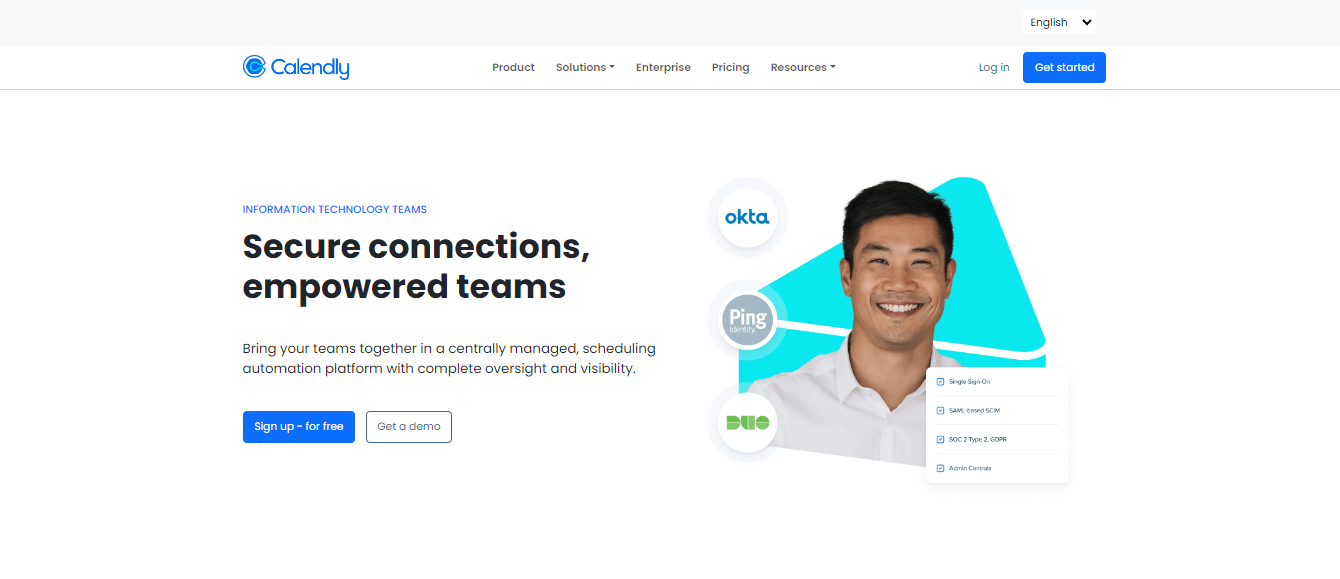 English
Calendly
Product
Solutions
Enterprise
Pricing
Resources
Log in
Get started
INFORMATION TECHNOLOGY TEAMS
Secure connections,
empowered teams
Bring your teams together in a centrally managed, scheduling
automation platform with complete oversight and visibility.
Sign up - for free
Get a demo
okta
Ping
Identity.
DUO
Single Sign-On
SAML-based SCIM
SOC 2 Type 2, GDPR
Admin Controls